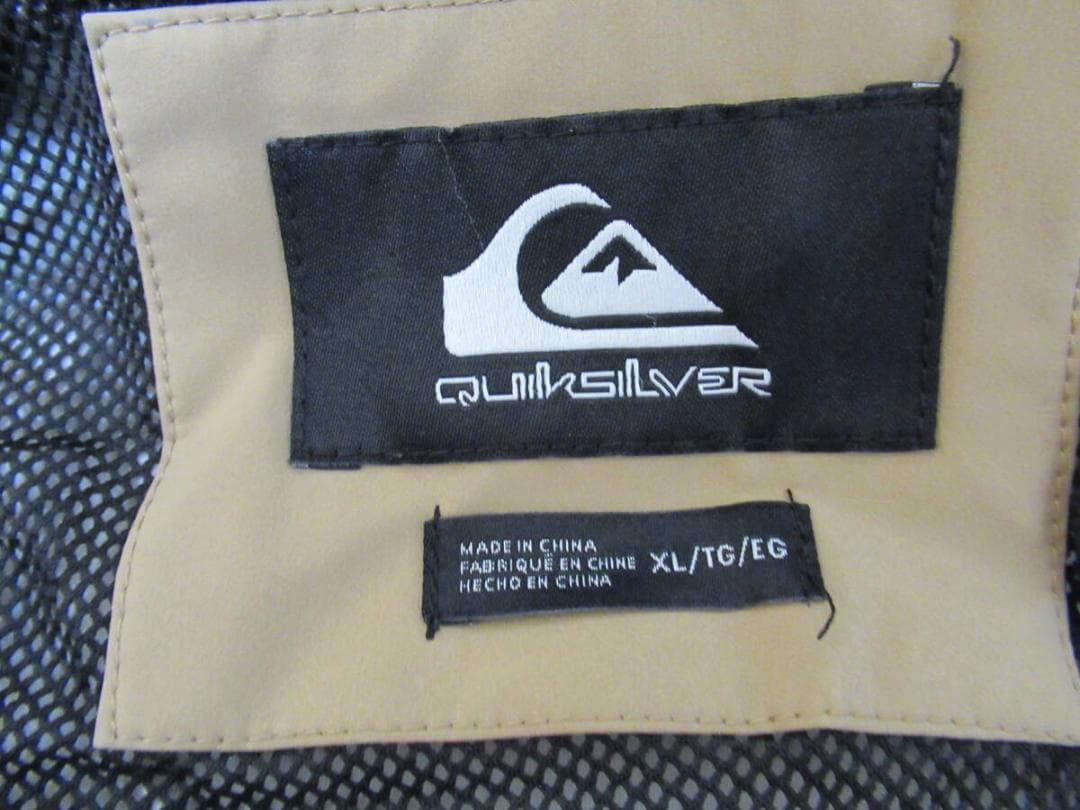 QUIKSILVER
MADE IN CHINA
FABRIQUÉ EN CHINE
HECHO EN CHINA
XL/TG/EG